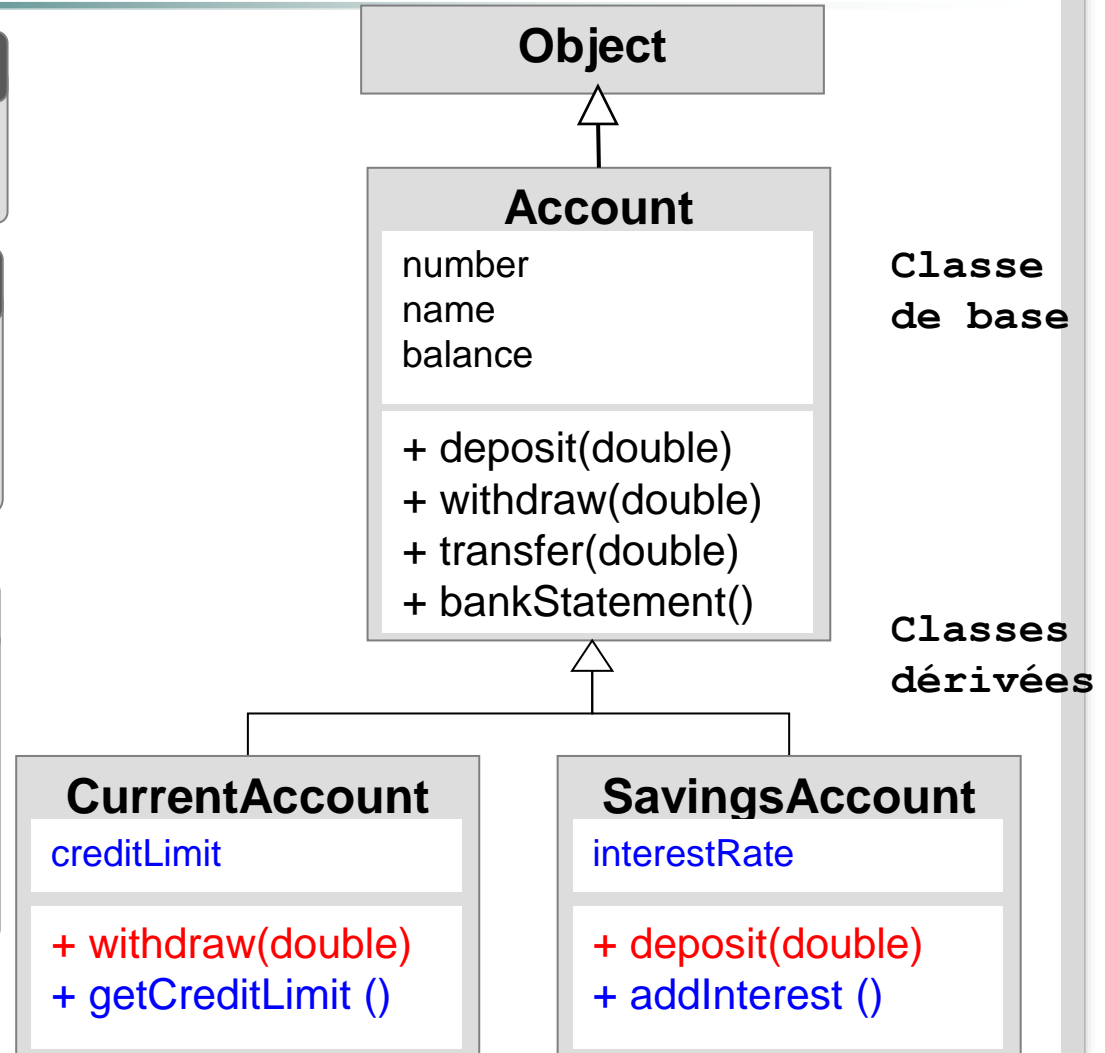 Object
Account
number
name
balance
+ deposit(double)
+ withdraw(double)
+ transfer(double)
+ bankStatement()
Classe
de base
Classes
dérivées
CurrentAccount
creditLimit
+ withdraw(double)
+ getCreditLimit ()
SavingsAccount
interestRate
+ deposit(double)
+ addInterest ()